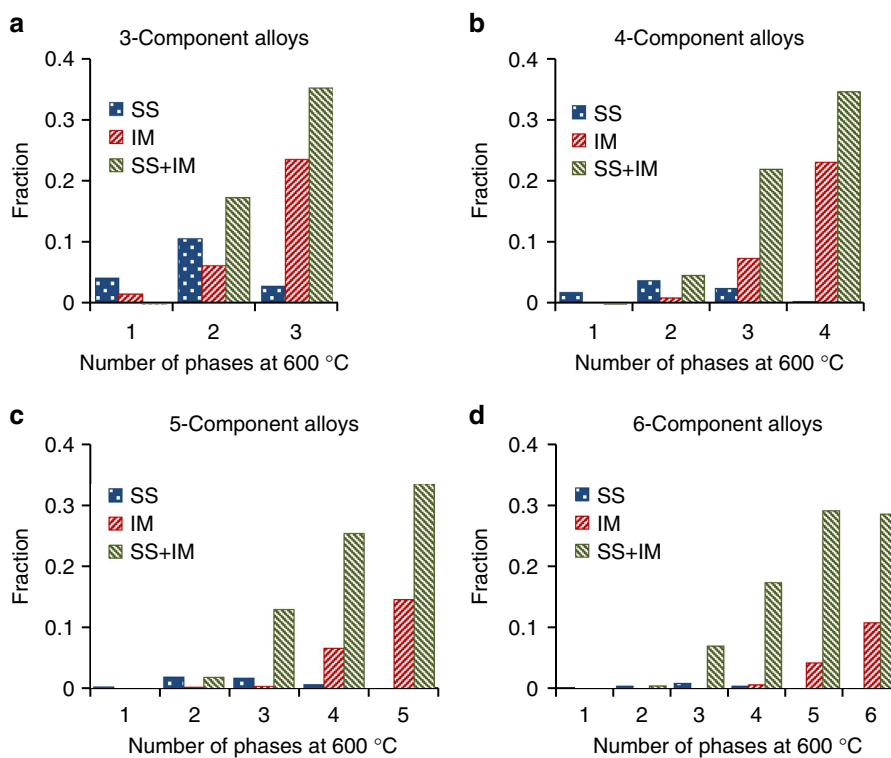 a
3-Component alloys
0.4
0.3
0.2
0.1
0
Fraction
SS
IM
SS+IM
1 2 3
Number of phases at 600 °C
b
4-Component alloys
0.4
0.3
0.2
0.1
0
Fraction
SS
IM
SS+IM
1 2 3 4
Number of phases at 600 °C
c
5-Component alloys
0.4
0.3
0.2
0.1
0
Fraction
SS
IM
SS+IM
1 2 3 4 5
Number of phases at 600 °C
d
6-Component alloys
0.4
0.3
0.2
0.1
0
Fraction
SS
IM
SS+IM
1 2 3 4 5 6
Number of phases at 600 °C